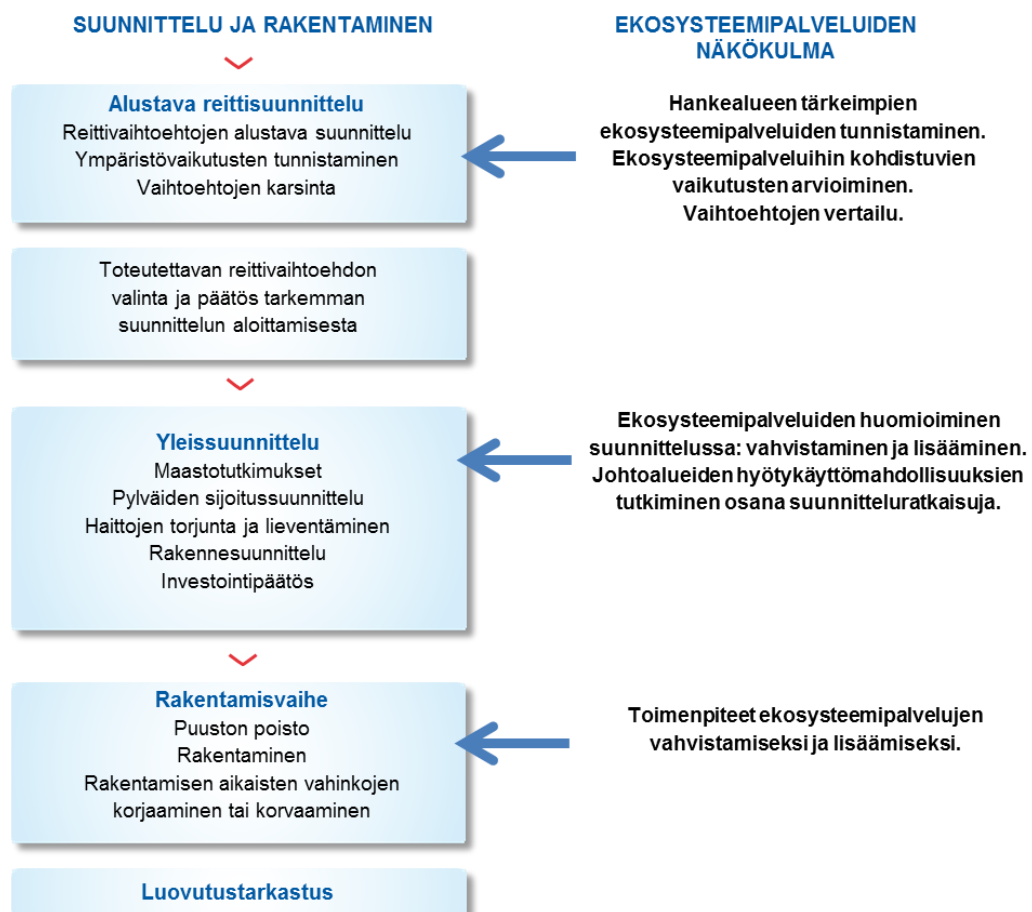 SUUNNITTELU JA RAKENTAMINEN
EKOSYSTEEMIPALVELUIDEN
NÄKÖKULMA
Alustava reittisuunnittelu
Reittivaihtoehtojen alustava suunnittelu
Ympäristövaikutusten tunnistaminen
Vaihtoehtojen karsinta
Hankealueen tärkeimpien
ekosysteemipalveluiden tunnistaminen.
Ekosysteemipalveluihin kohdistuvien
vaikutusten arvioiminen.
Vaihtoehtojen vertailu.
Toteutettavan reittivaihtoehdon
valinta ja päätös tarkemman
suunnittelun aloittamisesta
Yleissuunnittelu
Maastotutkimukset
Pylväiden sijoitussuunnittelu
Haittojen torjunta ja lieventäminen
Rakennesuunnittelu
Investointipäätös
Ekosysteemipalveluiden huomioiminen
suunnittelussa: vahvistaminen ja lisääminen.
Johtoalueiden hyötykäyttömahdollisuuksien
tutkiminen osana suunnitteluratkaisuja.
Rakentamisvaihe
Puuston poisto
Rakentaminen
Rakentamisen aikaisten vahinkojen
korjaaminen tai korvaaminen
Toimenpiteet ekosysteemipalvelujen
vahvistamiseksi ja lisäämiseksi.
Luovutustarkastus